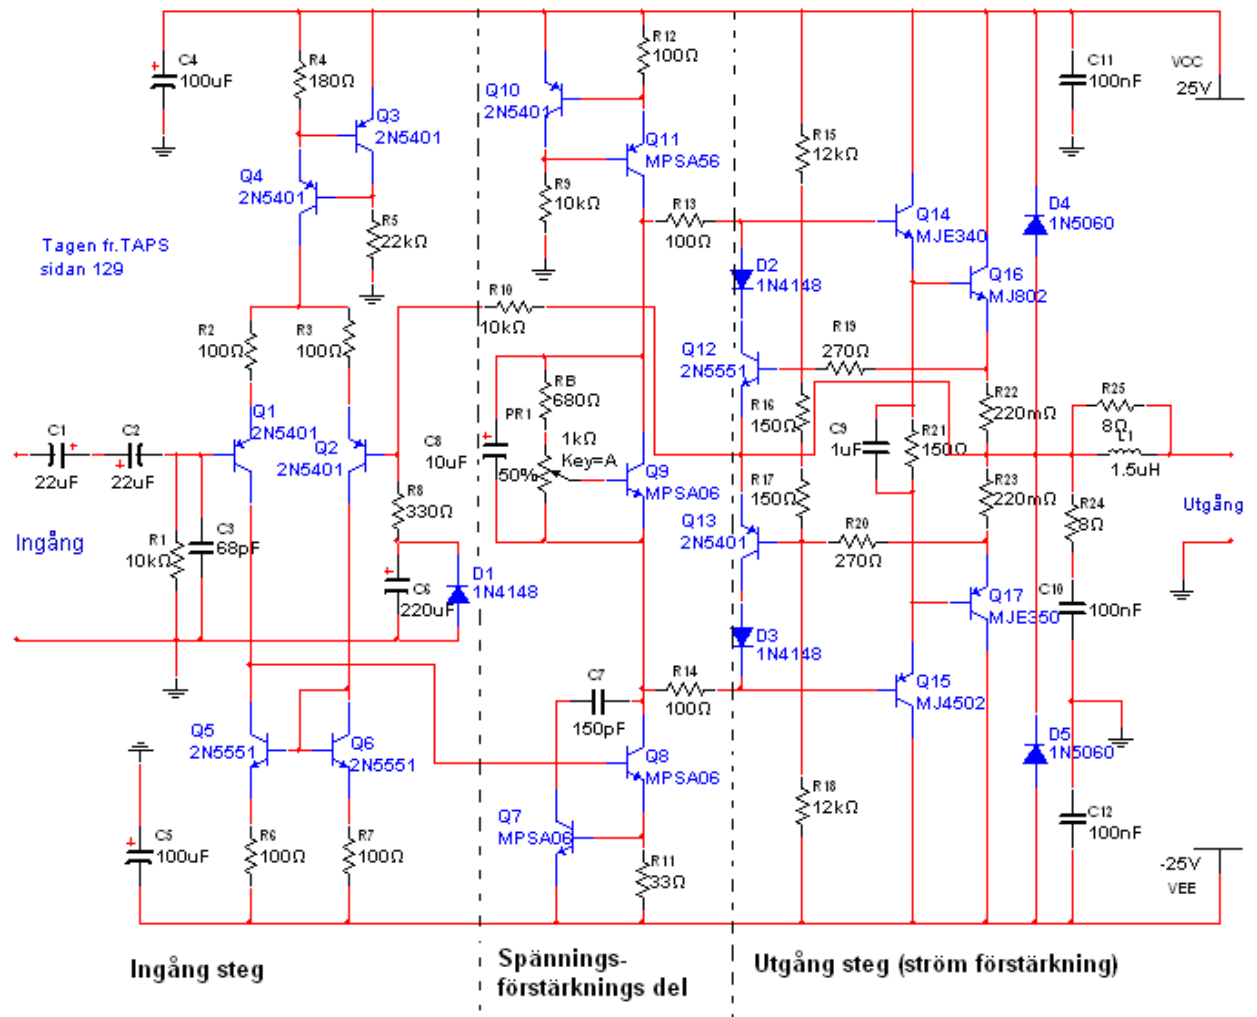 C4
100uF
R4
180Ω
Q3
2N5401
Q4
2N5401
R5
22kΩ
Tagen fr.TAPS
sidan 129
R2
100Ω
R3
100Ω
Q1
2N5401
Q2
2N5401
C1
22uF
C2
22uF
Ingång
R1
10kΩ
C3
68pF
R8
330Ω
C6
220uF
D1
1N4148
Q5
2N5551
Q6
2N5551
C5
100uF
R6
100Ω
R7
100Ω
Ingång steg
R12
100Ω
Q10
2N5401
Q11
MPSA56
R9
10kΩ
R13
100Ω
R10
10kΩ
RB
680Ω
PR1
1kΩ
Key=A
50%
C8
10uF
Q9
MPSA06
C7
150pF
R14
100Ω
Q8
MPSA06
Q7
MPSA06
R11
33Ω
Spännings-
förstärknings del
R15
12kΩ
Q14
MJE340
D2
1N4148
Q16
MJ802
Q12
2N5551
R19
270Ω
R16
150Ω
C9
1uF
R21
150Ω
R22
220mΩ
R17
150Ω
R23
220mΩ
Q13
2N5401
R20
270Ω
Q17
MJE350
D3
1N4148
Q15
MJ4502
R18
12kΩ
D4
1N5060
D5
1N5060
C11
100nF
VCC
25V
R25
8Ω
L1
1.5uH
R24
8Ω
Utgång
C10
100nF
C12
100nF
-25V
VEE
Utgång steg (ström förstärkning)